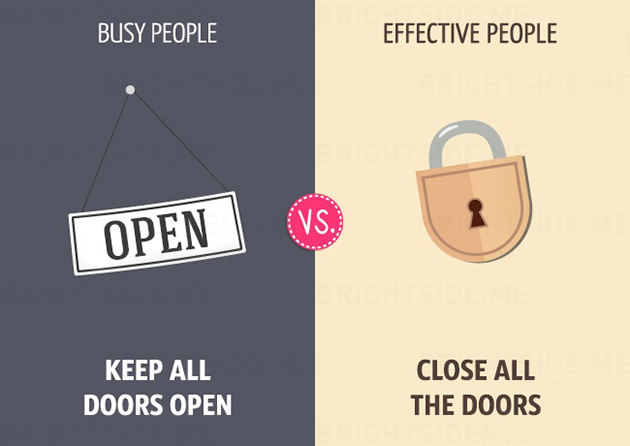 BUSY PEOPLE
OPEN
KEEP ALL
DOORS OPEN
VS.
EFFECTIVE PEOPLE
CLOSE ALL
THE DOORS
BRIGHTSIDE.ME